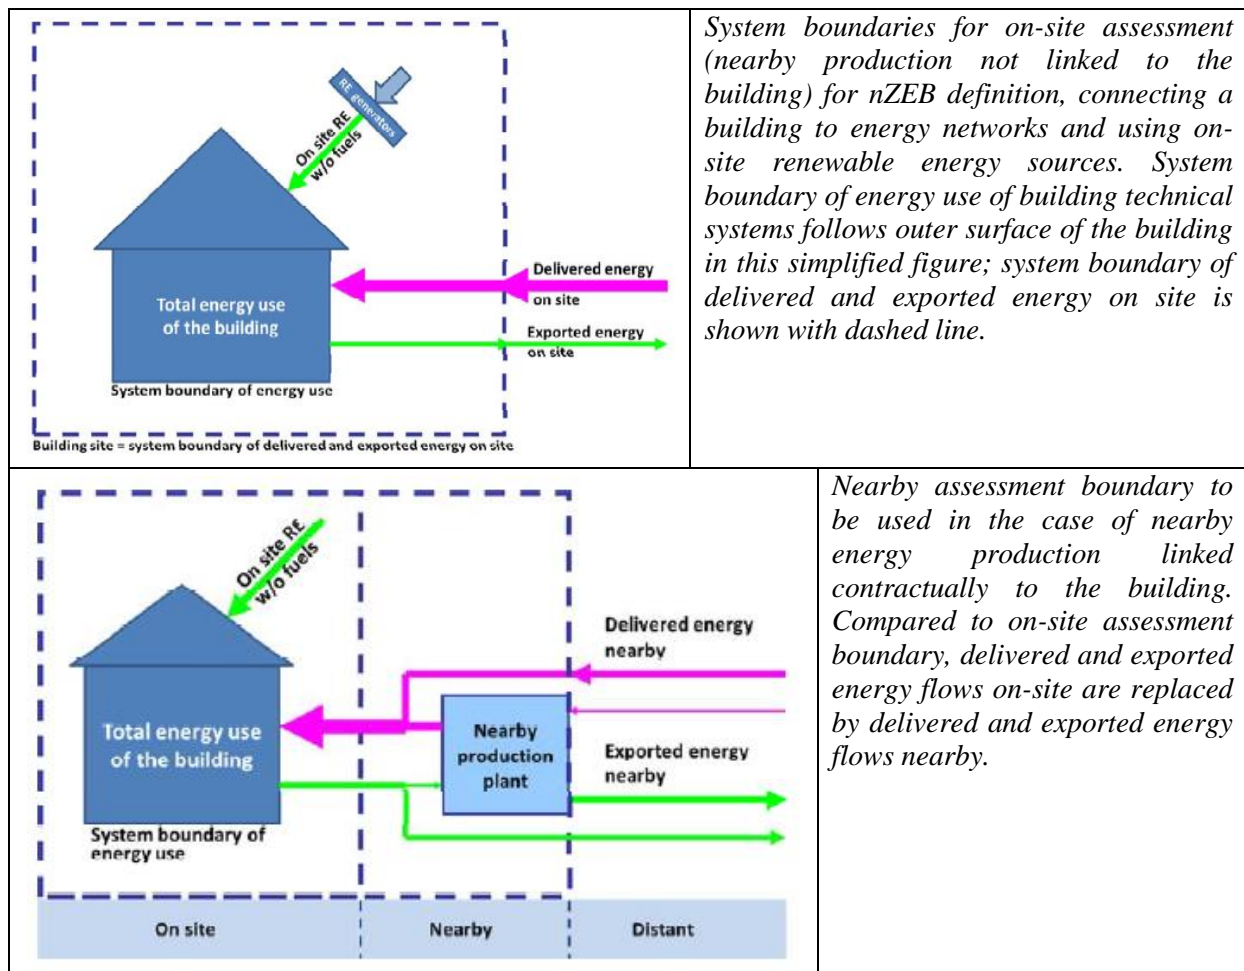 RE generators
On site RE
w/o fuels
Delivered energy
on site
Total energy use
of the building
Exported energy
on site
System boundary of energy use
Building site = system boundary of delivered and exported energy on site
System boundaries for on-site assessment
(nearby production not linked to the
building) for nZEB definition, connecting a
building to energy networks and using on-
site renewable energy sources. System
boundary of energy use of building technical
systems follows outer surface of the building
in this simplified figure; system boundary of
delivered and exported energy on site is
shown with dashed line.
On site RE
w/o fuels
Delivered energy
nearby
Total energy use
of the building
Nearby
production
plant
Exported energy
nearby
System boundary of
energy use
On site
Nearby
Distant
Nearby assessment boundary to
be used in the case of nearby
energy production linked
contractually to the building.
Compared to on-site assessment
boundary, delivered and exported
energy flows on-site are replaced
by delivered and exported energy
flows nearby.